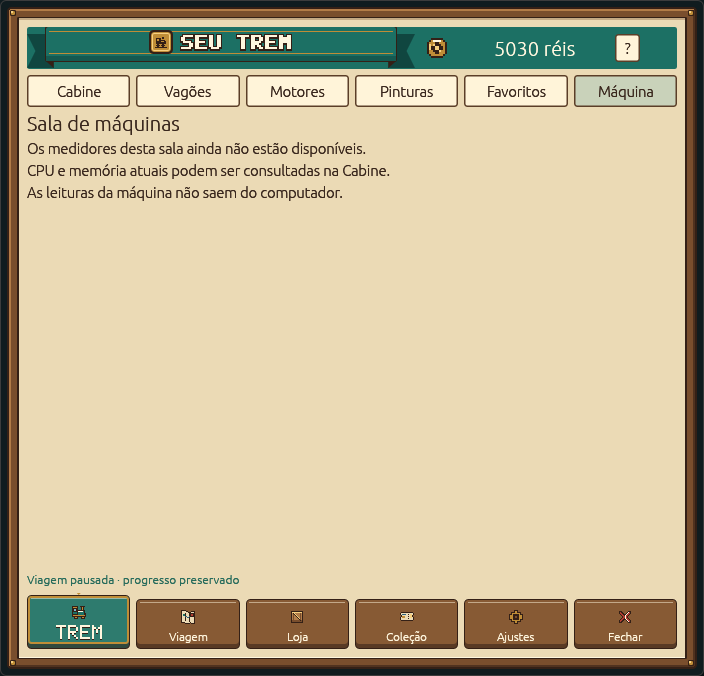 SEU TREM
5030 réis
?
Cabine
Vagões
Motores
Pinturas
Favoritos
Máquina
Sala de máquinas
Os medidores desta sala ainda não estão disponíveis.
CPU e memória atuais podem ser consultadas na Cabine.
As leituras da máquina não saem do computador.
Viagem pausada · progresso preservado
TREM
Viagem
Loja
Coleção
Ajustes
Fechar